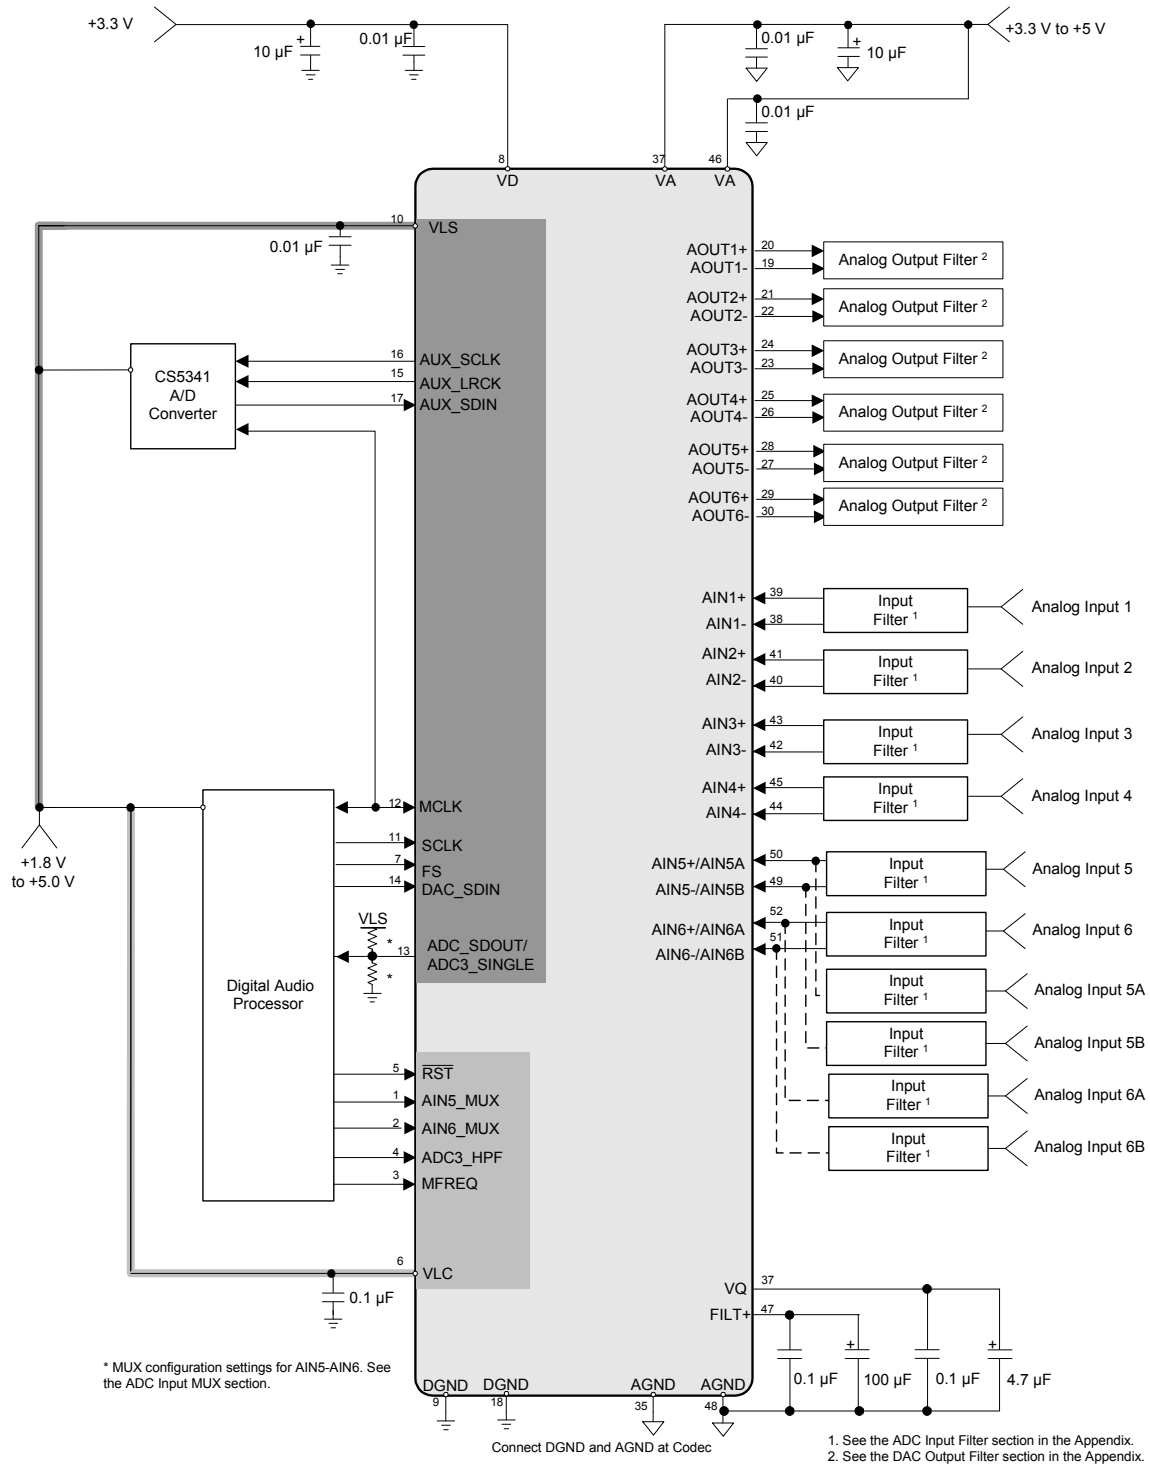 +3.3 V
10 µF
+
0.01 µF
0.01 µF
+
10 µF
+3.3 V to +5 V
0.01 µF
8
VD
37
VA
46
VA
10
VLS
0.01 µF
CS5341
A/D
Converter
16
AUX_SCLK
15
AUX_LRCK
17
AUX_SDIN
AOUT1+
20
AOUT1-
19
Analog Output Filter 2
AOUT2+
21
AOUT2-
22
Analog Output Filter 2
AOUT3+
24
AOUT3-
23
Analog Output Filter 2
AOUT4+
25
AOUT4-
26
Analog Output Filter 2
AOUT5+
28
AOUT5-
27
Analog Output Filter 2
AOUT6+
29
AOUT6-
30
Analog Output Filter 2
AIN1+
39
AIN1-
38
Input
Filter 1
Analog Input 1
AIN2+
41
AIN2-
40
Input
Filter 1
Analog Input 2
AIN3+
43
AIN3-
42
Input
Filter 1
Analog Input 3
AIN4+
45
AIN4-
44
Input
Filter 1
Analog Input 4
AIN5+/AIN5A
50
AIN5-/AIN5B
49
Input
Filter 1
Analog Input 5
AIN6+/AIN6A
52
AIN6-/AIN6B
51
Input
Filter 1
Analog Input 6
Input
Filter 1
Analog Input 5A
Input
Filter 1
Analog Input 5B
Input
Filter 1
Analog Input 6A
Input
Filter 1
Analog Input 6B
+1.8 V
to +5.0 V
Digital Audio
Processor
12
MCLK
11
SCLK
7
FS
14
DAC_SDIN
VLS
*
*
13
ADC_SDOUT/
ADC3_SINGLE
5
RST
1
AIN5_MUX
2
AIN6_MUX
4
ADC3_HPF
3
MFREQ
6
VLC
0.1 µF
VQ
37
FILT+
47
0.1 µF
+
100 µF
0.1 µF
+
4.7 µF
* MUX configuration settings for AIN5-AIN6. See
the ADC Input MUX section.
DGND
9
DGND
18
AGND
35
AGND
48
Connect DGND and AGND at Codec
1. See the ADC Input Filter section in the Appendix.
2. See the DAC Output Filter section in the Appendix.